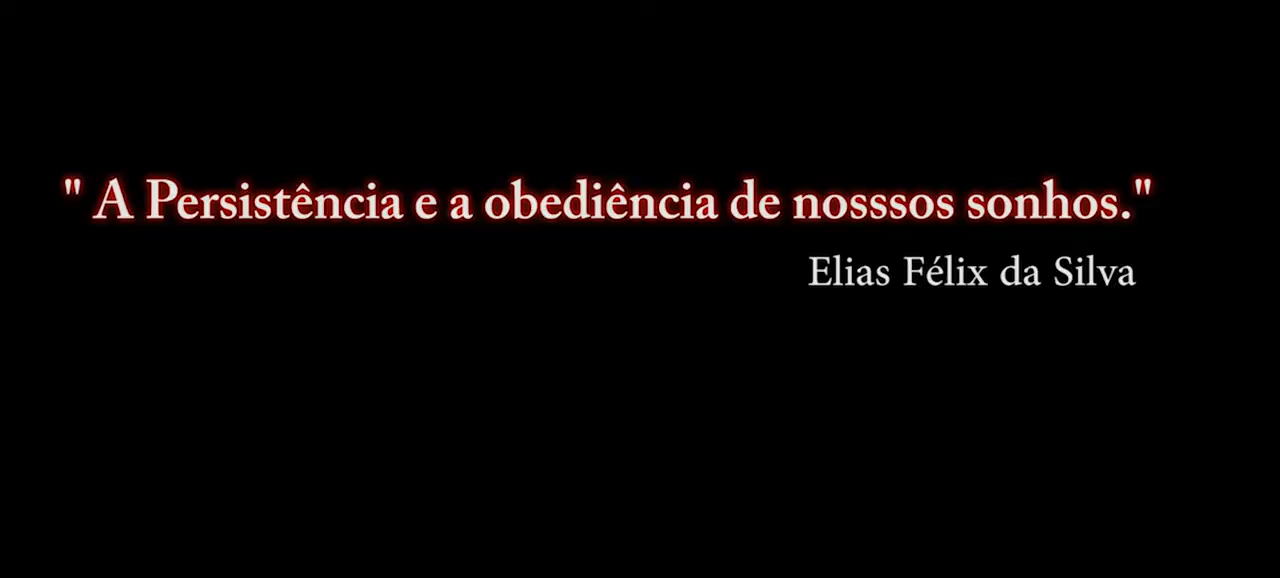 " A Persistência e a obediência de nosssos sonhos."
Elias Félix da Silva